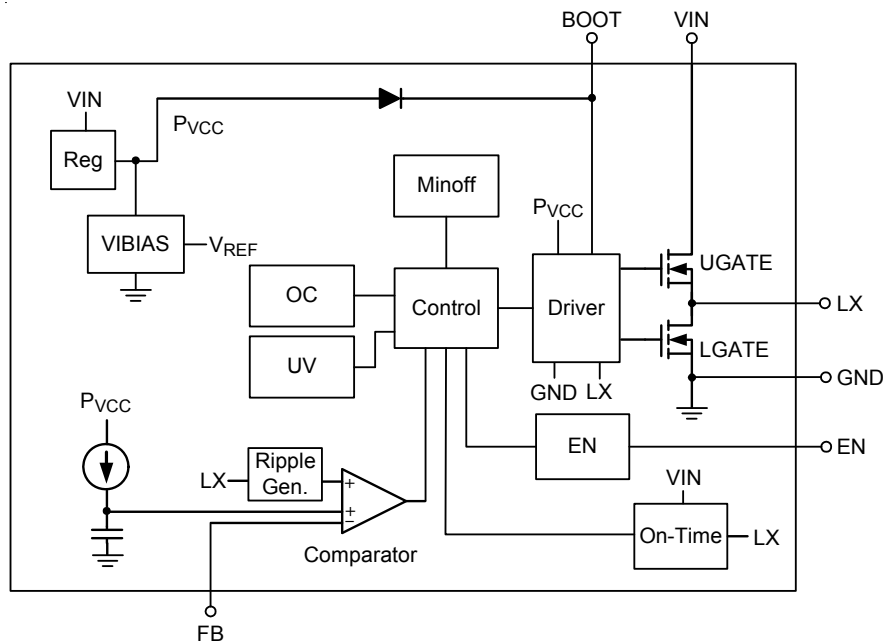 BOOT
VIN
VIN
PVCC
Reg
Minoff
PVCC
VIBIAS
VREF
UGATE
OC
Control
Driver
LX
LGATE
UV
GND
LX
GND
PVCC
EN
EN
LX
Ripple
Gen.
VIN
+
+
−
On-Time
LX
Comparator
FB